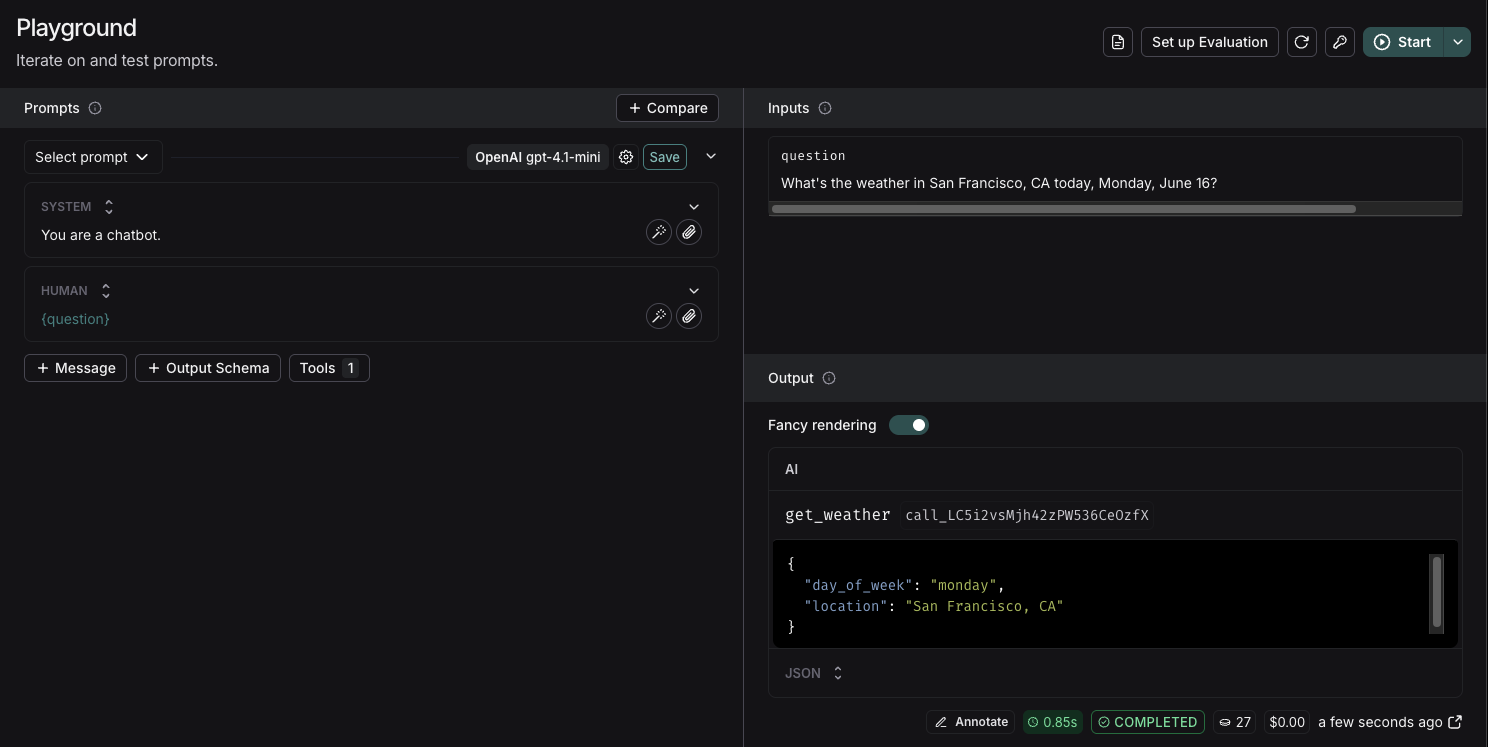 Playground
Iterate on and test prompts.
Set up Evaluation
Start
Prompts
+ Compare
Select prompt
OpenAI gpt-4.1-mini
Save
SYSTEM
You are a chatbot.
HUMAN
{question}
+ Message
+ Output Schema
Tools 1
Inputs
question
What's the weather in San Francisco, CA today, Monday, June 16?
Output
Fancy rendering
AI
get_weather call_LC5i2vsMjh42zPW536CeOzfX
{
"day_of_week": "monday",
"location": "San Francisco, CA"
}
JSON
Annotate 0.85s COMPLETED 27 $0.00 a few seconds ago